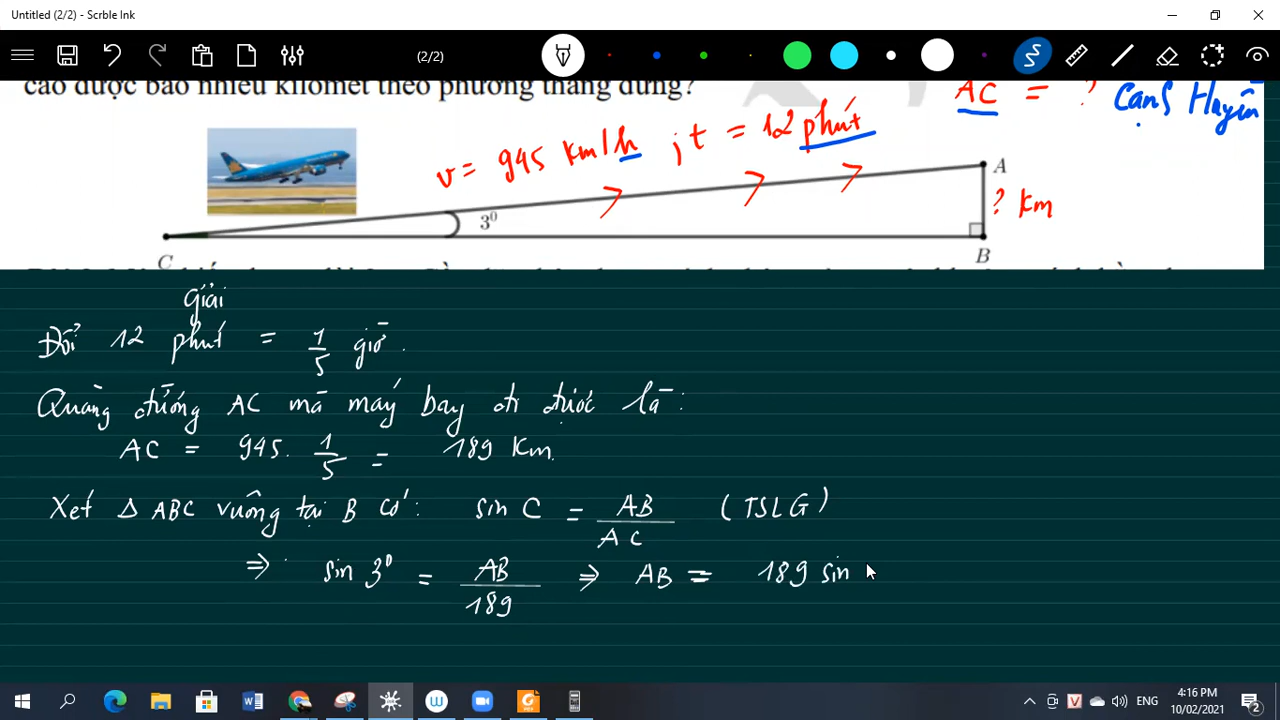 Untitled (2/2) - Scrble Ink
(2/2)
cao được bao nhiêu kilômet theo phương thẳng đứng?
AC = ? Cạnh Huyền
v = 945 km/h ; t = 12 phút
A
? km
3⁰
C
B
Giải
Đổi 12 phút = 1/5 giờ.
Quãng đường AC mà máy bay đi được là:
AC = 945. 1/5 = 189 Km.
Xét Δ ABC vuông tại B có: sin C = AB/AC (TSLG)
⇒ sin 3⁰ = AB/189 ⇒ AB = 189 sin
ENG
4:16 PM
10/02/2021
2